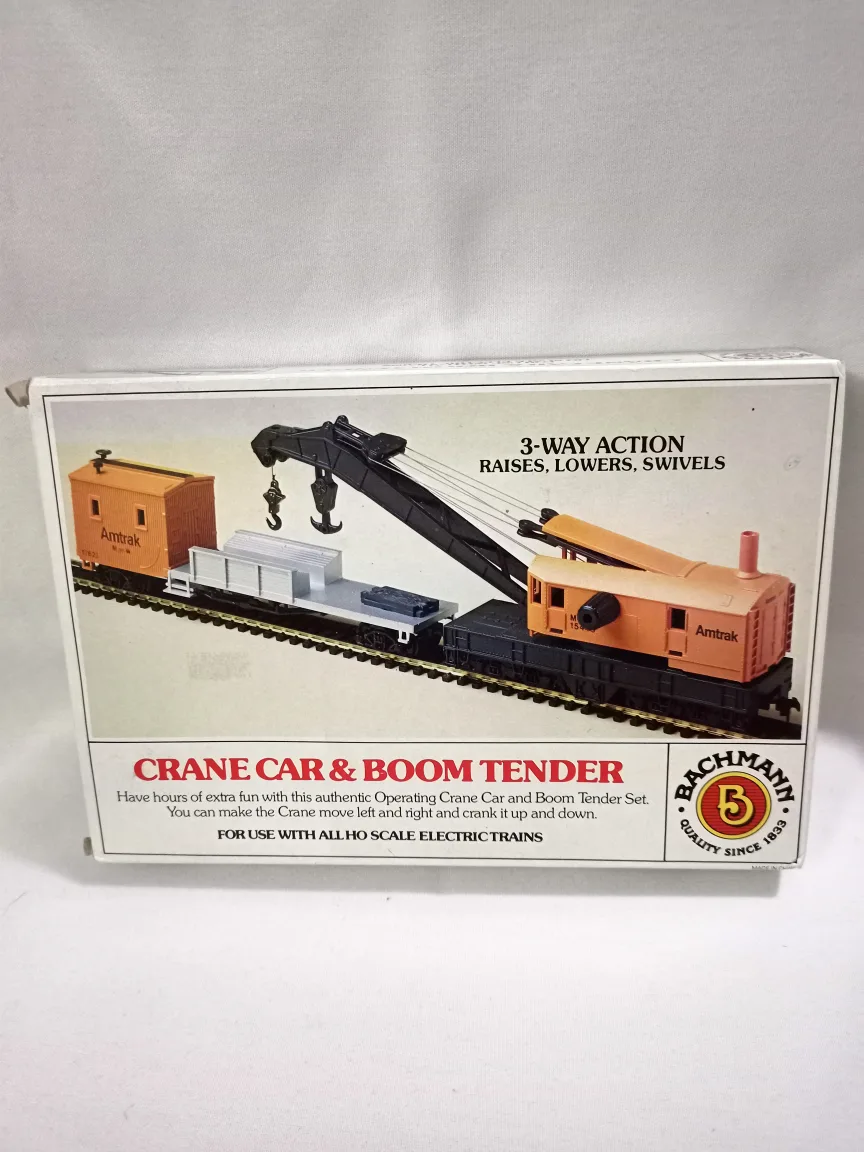 3-WAY ACTION
RAISES, LOWERS, SWIVELS
Amtrak
M of W
Amtrak
CRANE CAR & BOOM TENDER
Have hours of extra fun with this authentic Operating Crane Car and Boom Tender Set.
You can make the Crane move left and right and crank it up and down.
FOR USE WITH ALL HO SCALE ELECTRIC TRAINS
BACHMANN
B
QUALITY SINCE 1833